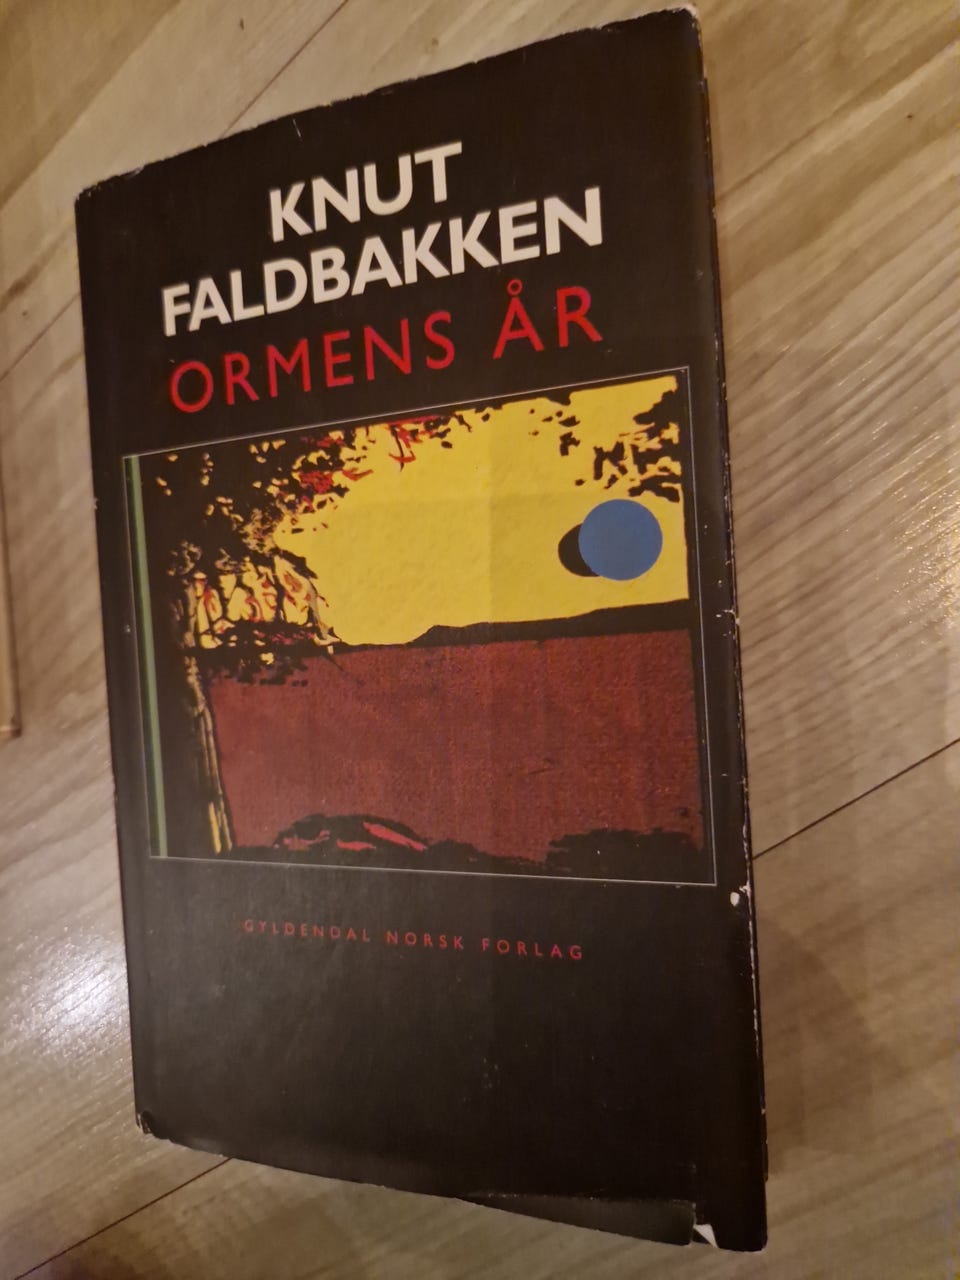 KNUT
FALDBAKKEN
ORMENS ÅR
GYLDENDAL NORSK FORLAG